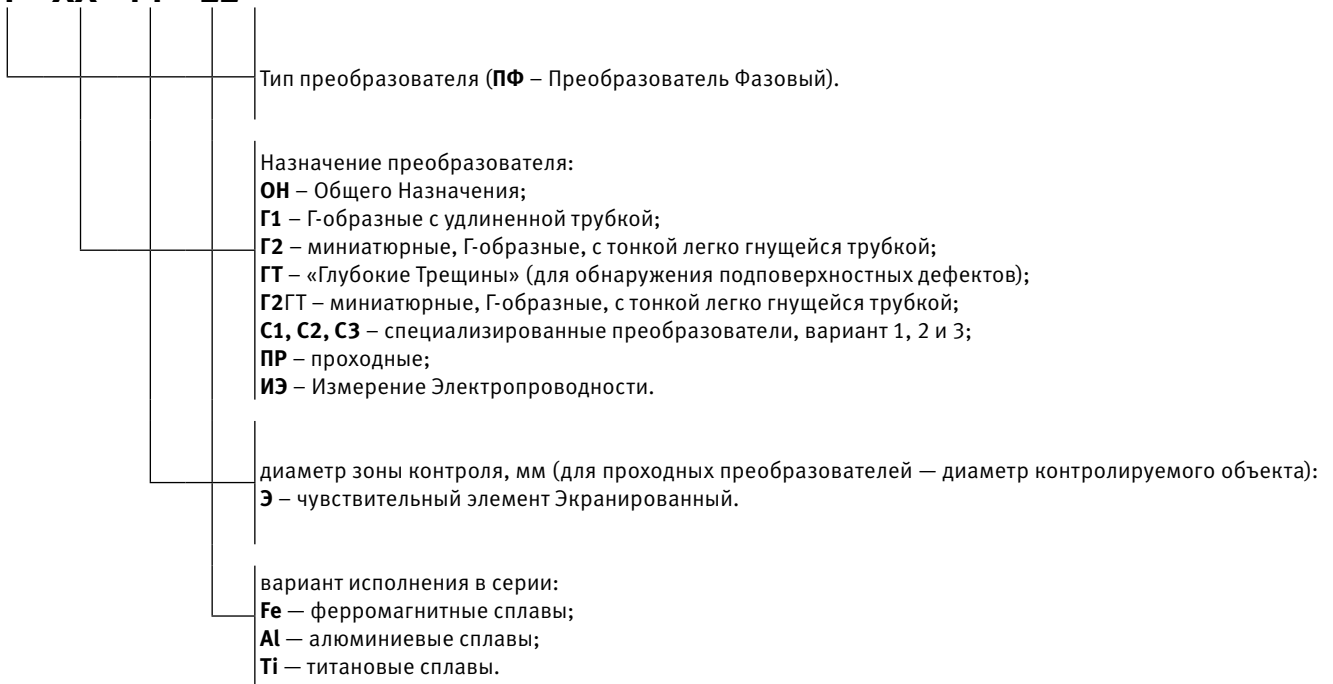 Тип преобразователя (ПФ – Преобразователь Фазовый).
Назначение преобразователя:
ОН – Общего Назначения;
Г1 – Г-образные с удлиненной трубкой;
Г2 – миниатюрные, Г-образные, с тонкой легко гнущейся трубкой;
ГТ – «Глубокие Трещины» (для обнаружения подповерхностных дефектов);
Г2ГТ – миниатюрные, Г-образные, с тонкой легко гнущейся трубкой;
С1, С2, С3 – специализированные преобразователи, вариант 1, 2 и 3;
ПР – проходные;
ИЭ – Измерение Электропроводности.
диаметр зоны контроля, мм (для проходных преобразователей — диаметр контролируемого объекта):
Э – чувствительный элемент Экранированный.
вариант исполнения в серии:
Fe — ферромагнитные сплавы;
Al — алюминиевые сплавы;
Ti — титановые сплавы.